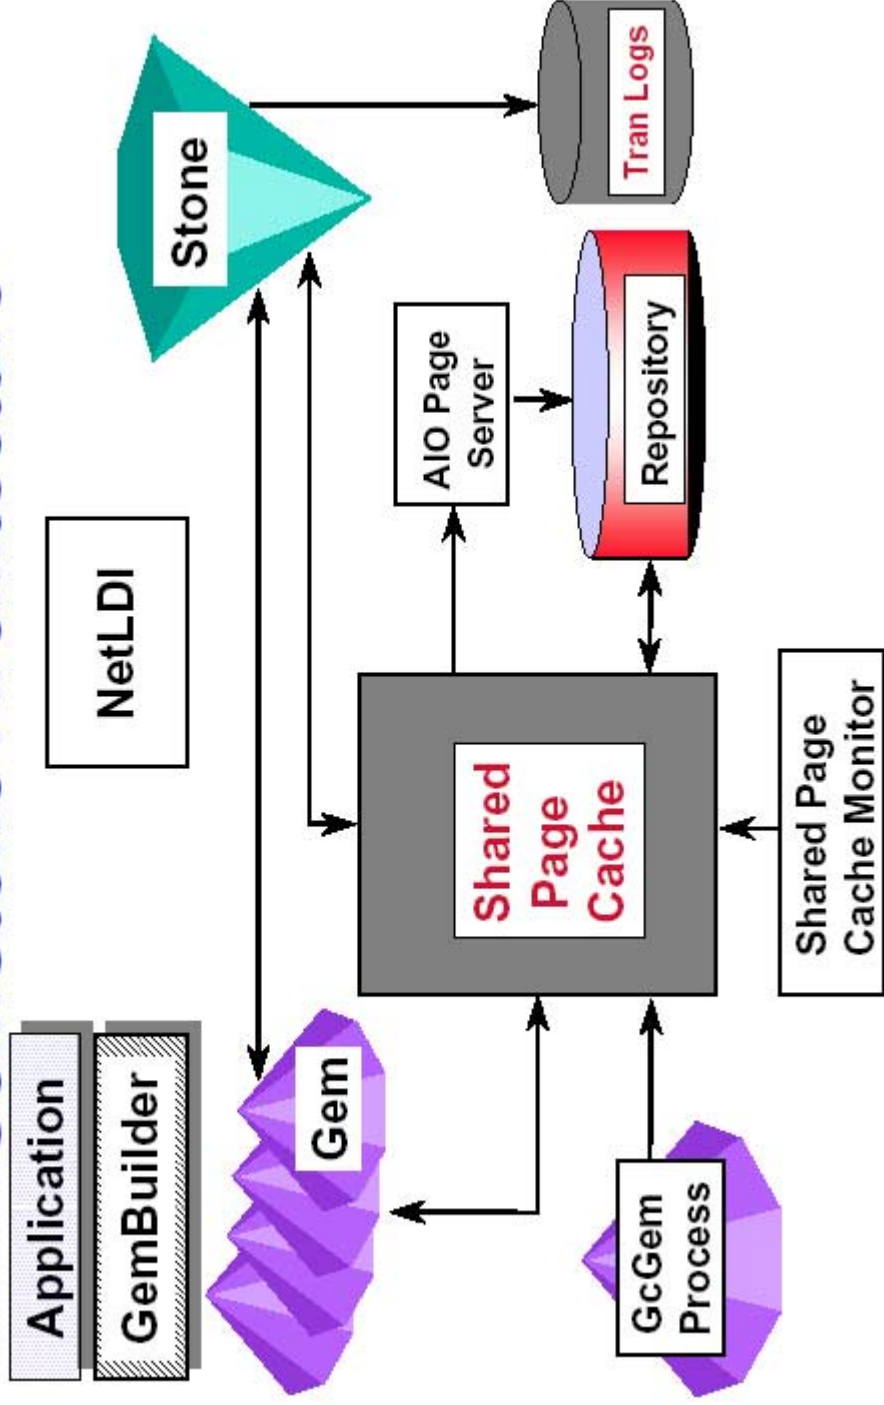 Application
GemBuilder
Gem
NetLDI
Stone
Shared
Page
Cache
AIO Page
Server
Repository
Tran Logs
GcGem
Process
Shared Page
Cache Monitor